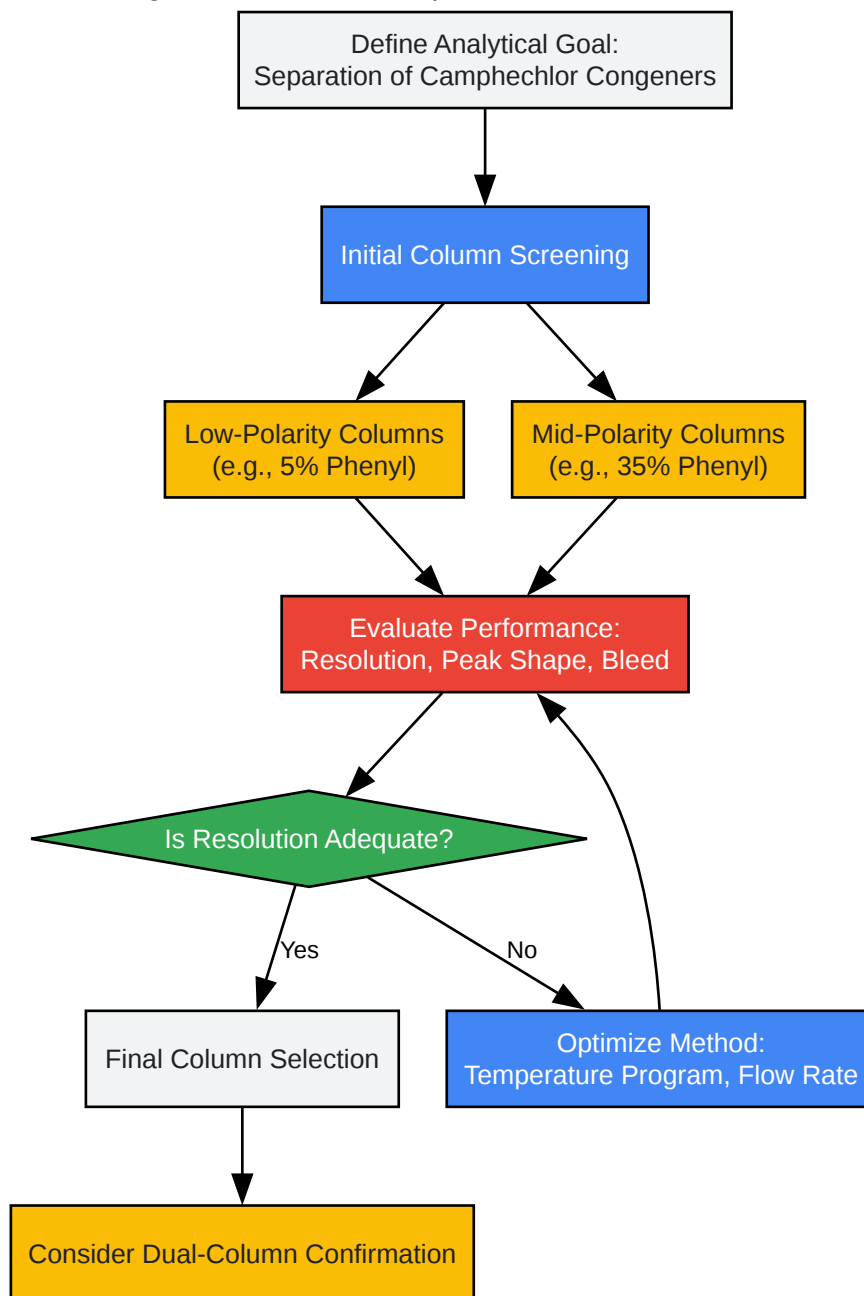 Define Analytical Goal:
Separation of Camphechlor Congeners
Initial Column Screening
Low-Polarity Columns
(e.g., 5% Phenyl)
Mid-Polarity Columns
(e.g., 35% Phenyl)
Evaluate Performance:
Resolution, Peak Shape, Bleed
Is Resolution Adequate?
Yes
No
Final Column Selection
Optimize Method:
Temperature Program, Flow Rate
Consider Dual-Column Confirmation